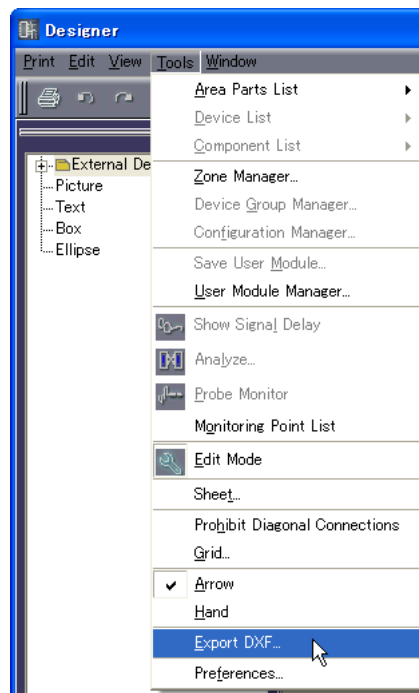 Designer
Print Edit View Tools Window
External De
Picture
Text
Box
Ellipse
Area Parts List
Device List
Component List
Zone Manager...
Device Group Manager...
Configuration Manager...
Save User Module...
User Module Manager...
Show Signal Delay
Analyze...
Probe Monitor
Monitoring Point List
Edit Mode
Sheet...
Prohibit Diagonal Connections
Grid...
Arrow
Hand
Export DXF...
Preferences...